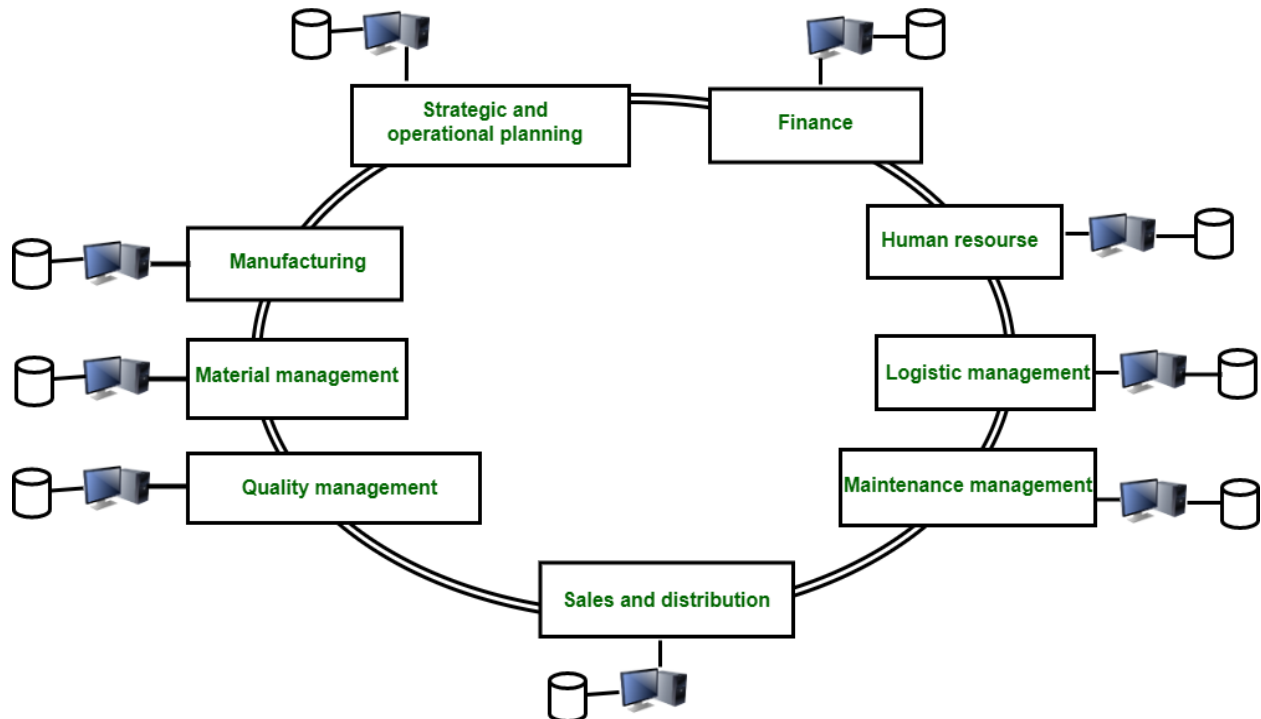 Strategic and
operational planning
Finance
Human resourse
Manufacturing
Material management
Logistic management
Quality management
Maintenance management
Sales and distribution